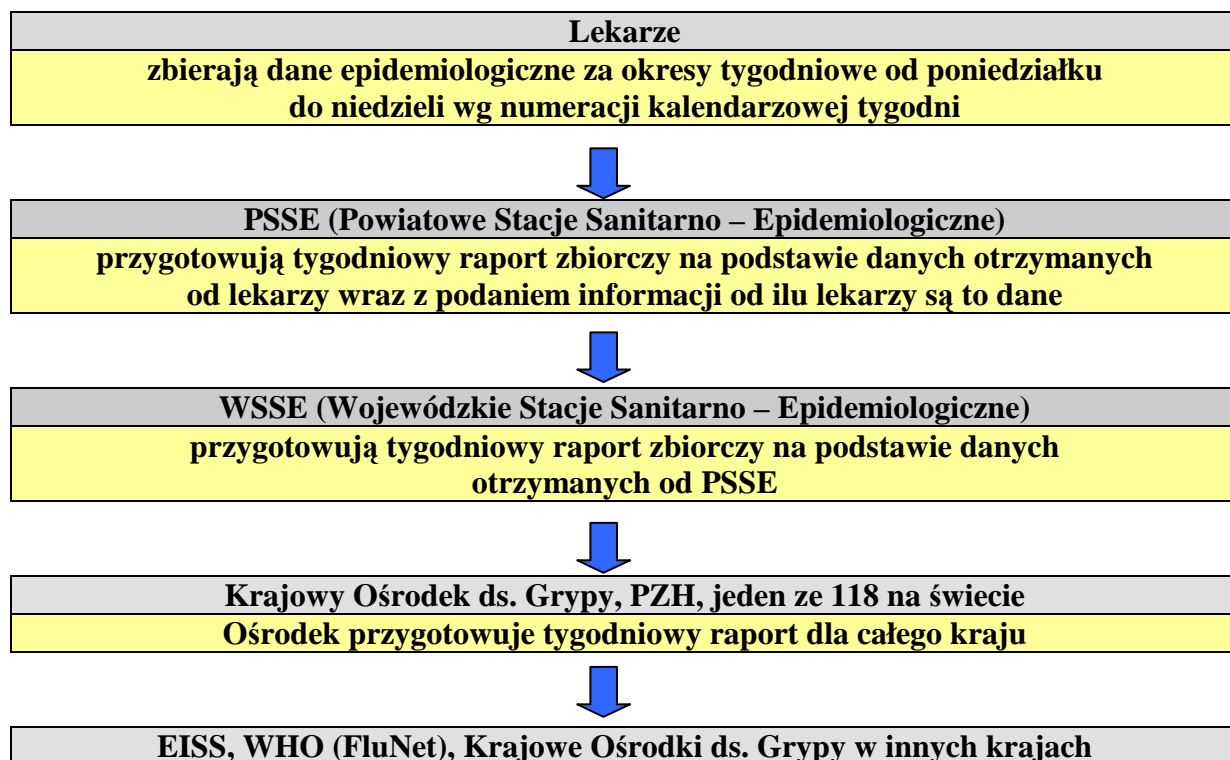 Lekarze
zbierają dane epidemiologiczne za okresy tygodniowe od poniedziałku
do niedzieli wg numeracji kalendarzowej tygodni
PSSE (Powiatowe Stacje Sanitarno – Epidemiologiczne)
przygotowują tygodniowy raport zbiorczy na podstawie danych otrzymanych
od lekarzy wraz z podaniem informacji od ilu lekarzy są to dane
WSSE (Wojewódzkie Stacje Sanitarno – Epidemiologiczne)
przygotowują tygodniowy raport zbiorczy na podstawie danych
otrzymanych od PSSE
Krajowy Ośrodek ds. Grypy, PZH, jeden ze 118 na świecie
Ośrodek przygotowuje tygodniowy raport dla całego kraju
EISS, WHO (FluNet), Krajowe Ośrodki ds. Grypy w innych krajach